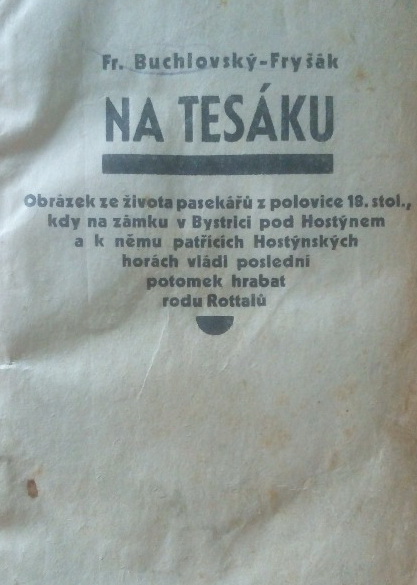 Fr. Buchlovský-Fryšák
NA TESÁKU
Obrázek ze života pasekářů z polovice 18. stol.,
kdy na zámku v Bystrici pod Hostýnem
a k němu patřících Hostýnských
horách vládl poslední
potomek hrabat
rodu Rottalů